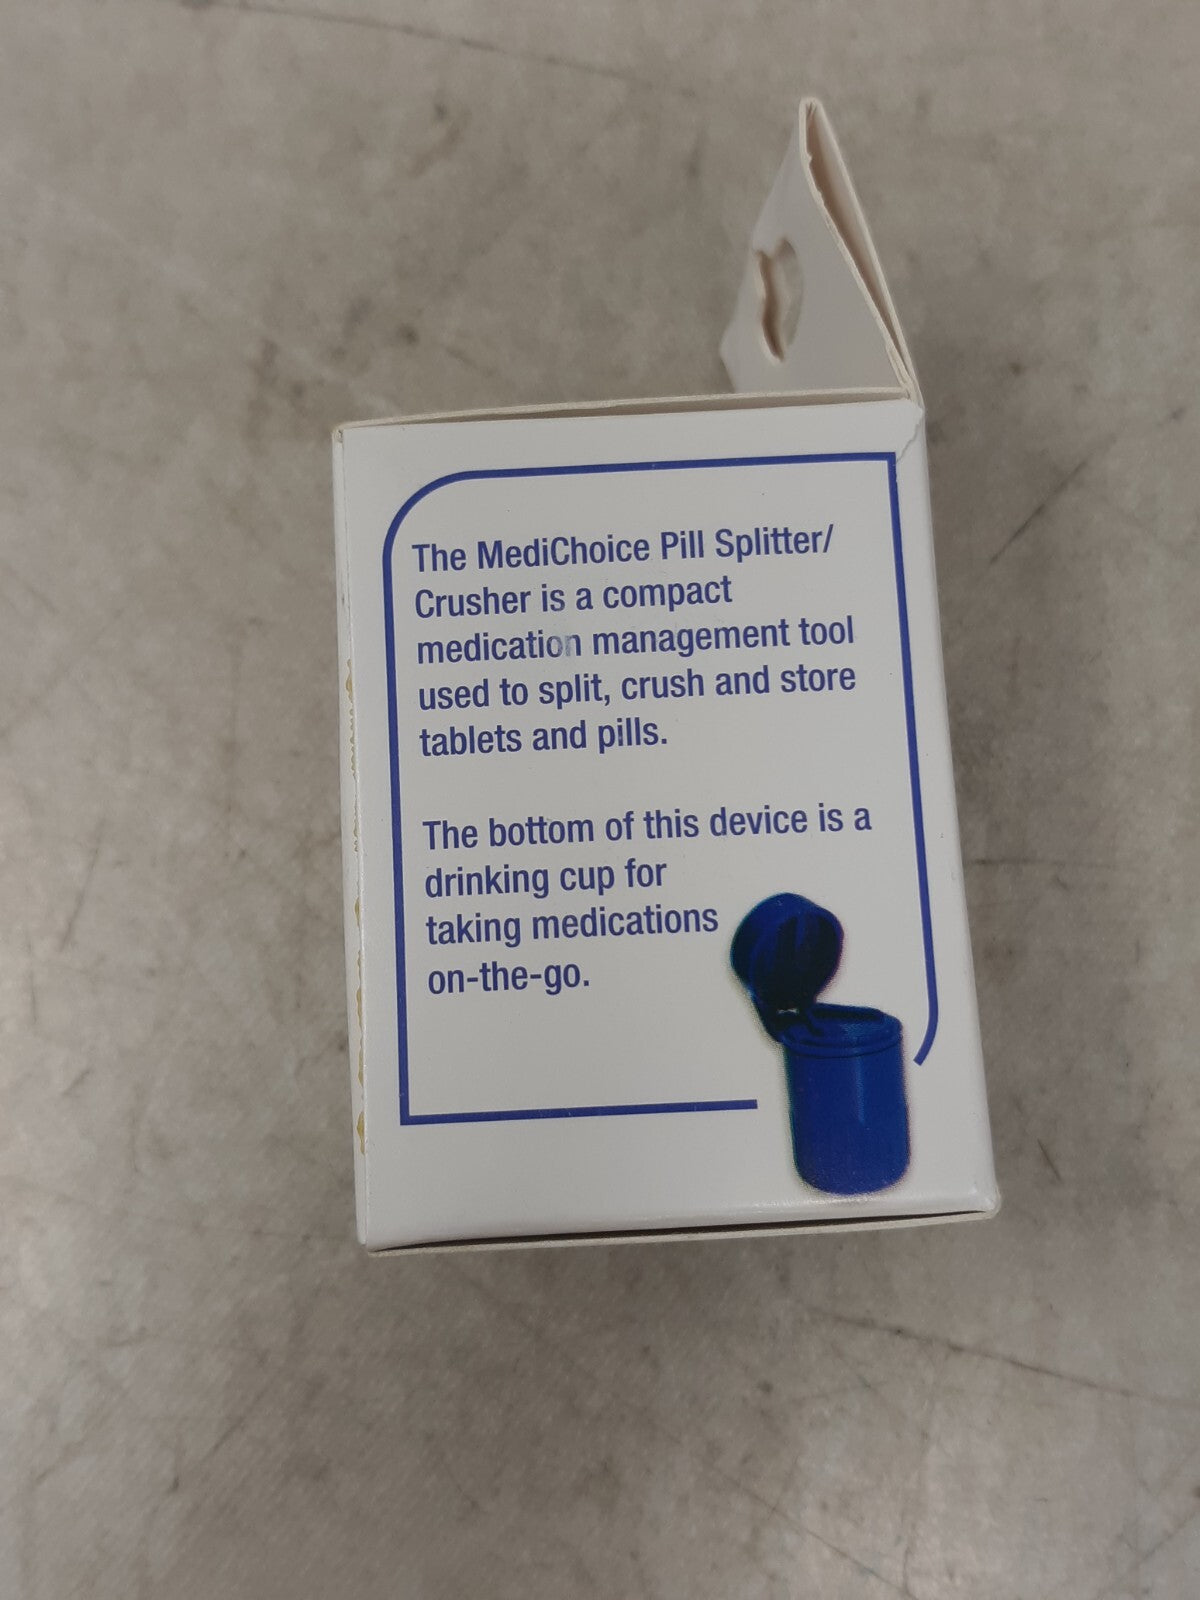 The MediChoice Pill Splitter/
Crusher is a compact
medication management tool
used to split, crush and store
tablets and pills.
The bottom of this device is a
drinking cup for
taking medications
on-the-go.